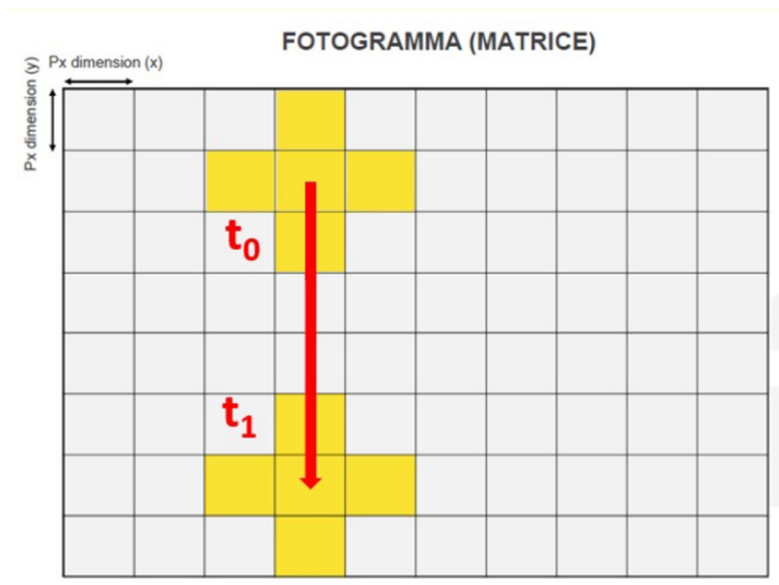 FOTOGRAMMA (MATRICE)
Px dimension (x)
Px dimension (y)
t₀
t₁